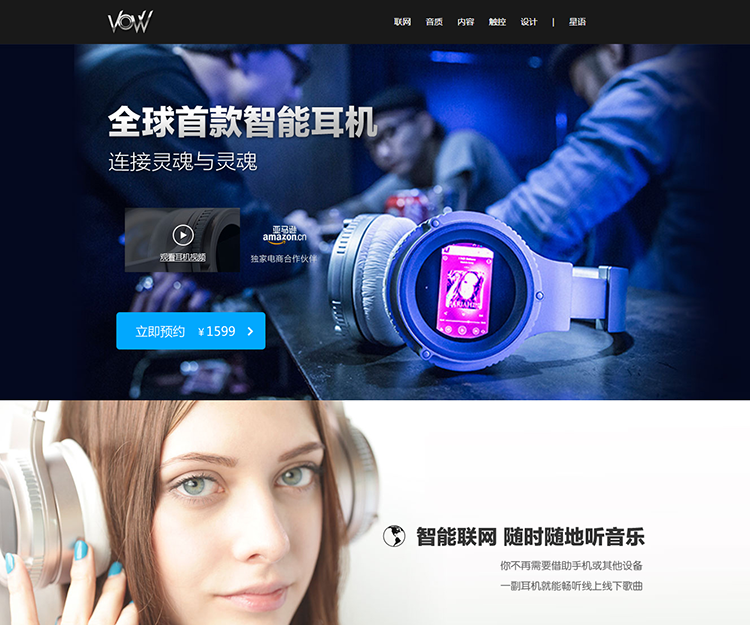 VOW
联网 音质 内容 触控 设计 | 星语
全球首款智能耳机
连接灵魂与灵魂
观看耳机视频
亚马逊
amazon.cn
独家电商合作伙伴
立即预约 ¥1599 >
智能联网 随时随地听音乐
你不再需要借助手机或其他设备
一副耳机就能畅听线上线下歌曲